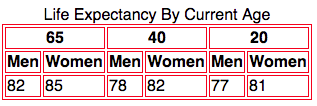 Life Expectancy By Current Age
65 40 20
Men Women Men Women Men Women
82 85 78 82 77 81